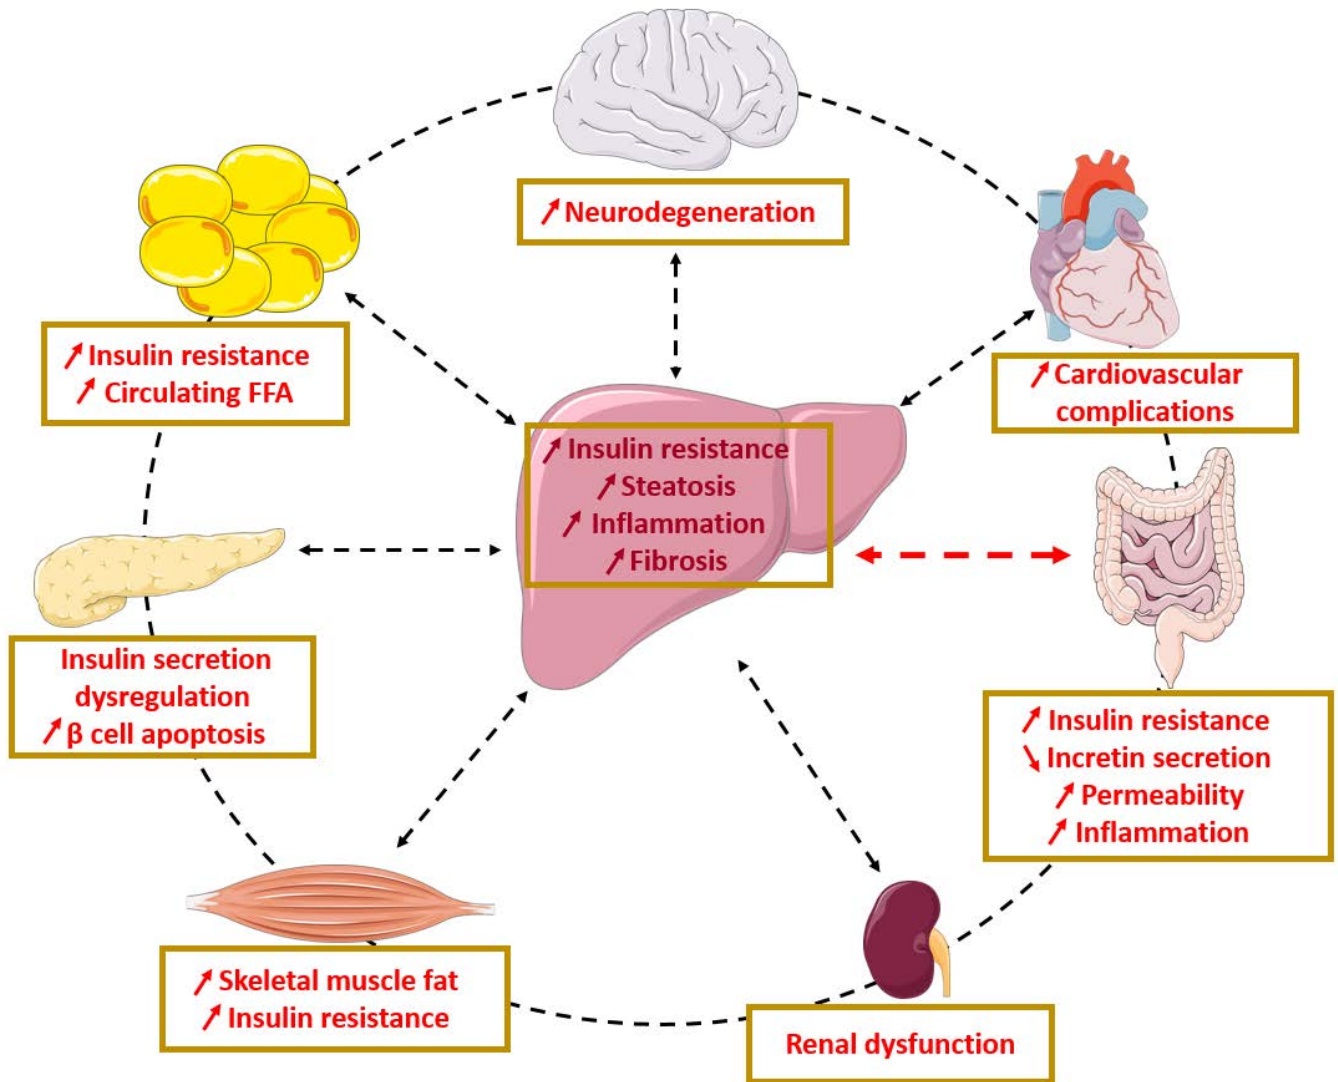 ↗ Neurodegeneration
↗ Insulin resistance
↗ Circulating FFA
↗ Cardiovascular
complications
↗ Insulin resistance
↗ Steatosis
↗ Inflammation
↗ Fibrosis
Insulin secretion
dysregulation
↗ β cell apoptosis
↗ Insulin resistance
↘ Incretin secretion
↗ Permeability
↗ Inflammation
↗ Skeletal muscle fat
↗ Insulin resistance
Renal dysfunction